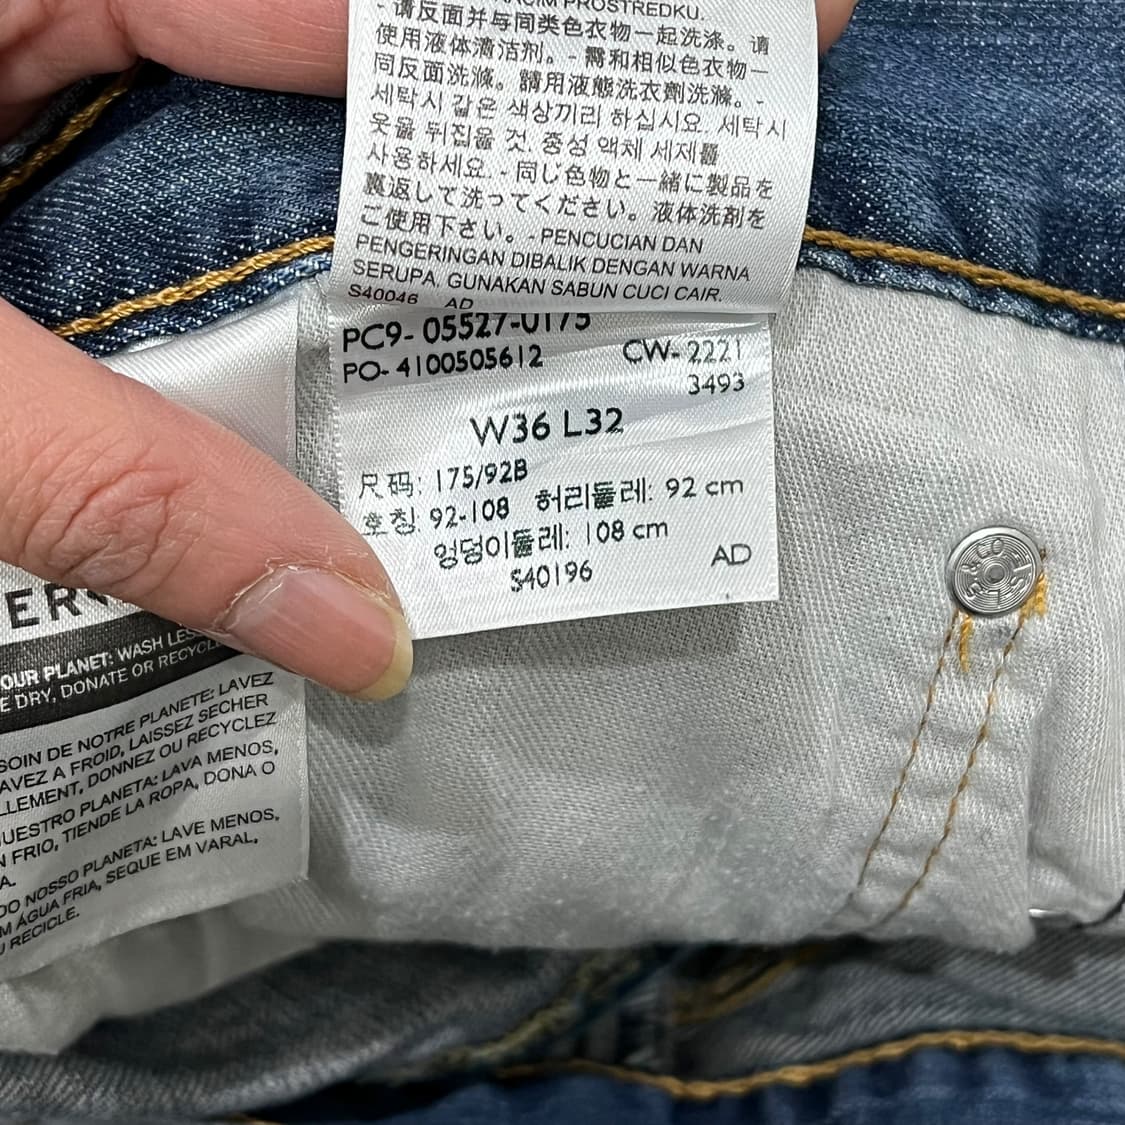 PROSTREDKU.
- 请反面并与同类色衣物一起洗涤。请
使用液体清洁剂。- 需和相似色衣物一
同反面洗滌。請用液態洗衣劑洗滌。-
세탁시 같은 색상끼리 하십시요. 세탁시
옷을 뒤집을 것. 중성 액체 세제를
사용하세요. - 同じ色物と一緒に製品を
裏返して洗ってください。液体洗剤を
ご使用下さい。- PENCUCIAN DAN
PENGERINGAN DIBALIK DENGAN WARNA
SERUPA, GUNAKAN SABUN CUCI CAIR.
S40046 AD
PC9- 05527-0175
PO- 4100505612 CW- 2221
3493
W36 L32
尺码: 175/92B
호칭: 92-108 허리둘레: 92 cm
엉덩이둘레: 108 cm
S40196 AD
ER
OUR PLANET: WASH LES
E DRY, DONATE OR RECYCL
SOIN DE NOTRE PLANETE: LAVEZ
AVEZ A FROID, LAISSEZ SECHER
LLEMENT, DONNEZ OU RECYCLEZ
NUESTRO PLANETA: LAVA MENOS,
N FRIO, TIENDE LA ROPA, DONA O
A.
DO NOSSO PLANETA: LAVE MENOS,
M ÁGUA FRIA, SEQUE EM VARAL,
U RECICLE.